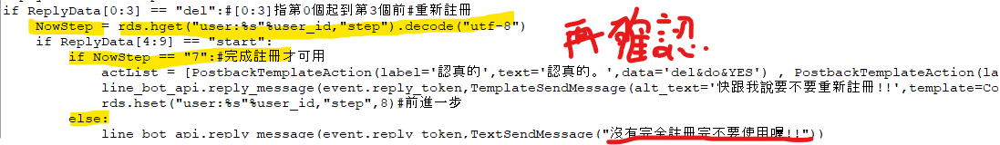 if ReplyData[0:3] == "del":#[0:3]指第0個起到第3個前#重新註冊
NowStep = rds.hget("user:%s"%user_id,"step").decode("utf-8")
if ReplyData[4:9] == "start":
再確認.
if NowStep == "7":#完成註冊才可用
actList = [PostbackTemplateAction(label='認真的',text='認真的。',data='del&do&YES') , PostbackTemplateAction(la
line_bot_api.reply_message(event.reply_token,TemplateSendMessage(alt_text='快跟我說要不要重新註冊!!',template=Co
rds.hset("user:%s"%user_id,"step",8)#前進一步
else:
line_bot_api.reply_message(event.reply_token,TextSendMessage("沒有完全註冊完不要使用喔!!"))